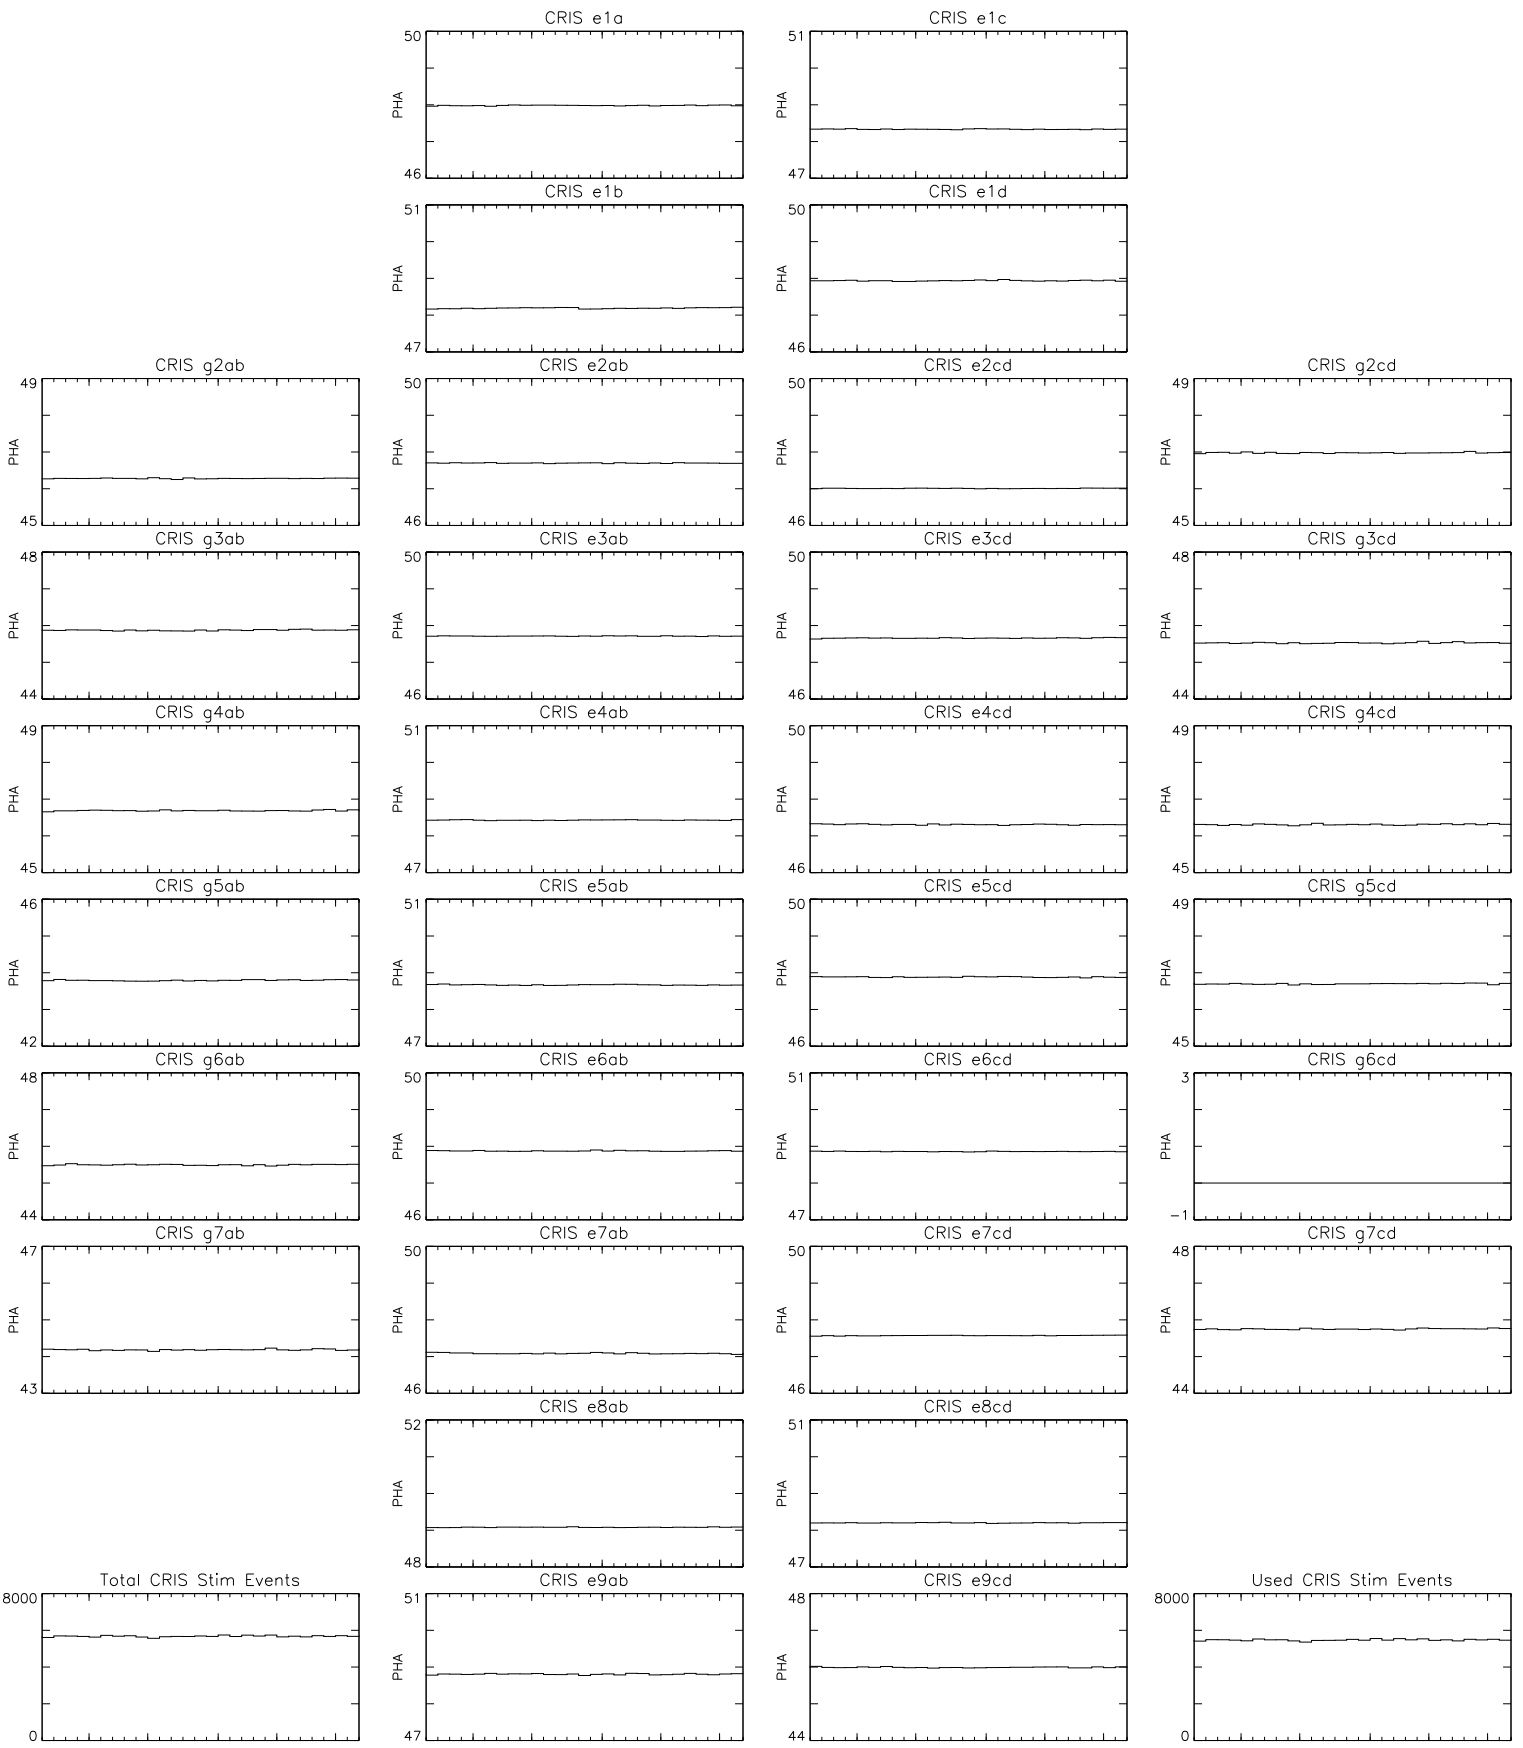 CRIS e1a
50
PHA
46
CRIS e1c
51
PHA
47
CRIS e1b
51
PHA
47
CRIS e1d
50
PHA
46
CRIS g2ab
49
PHA
45
CRIS e2ab
50
PHA
46
CRIS e2cd
50
PHA
46
CRIS g2cd
49
PHA
45
CRIS g3ab
48
PHA
44
CRIS e3ab
50
PHA
46
CRIS e3cd
50
PHA
46
CRIS g3cd
48
PHA
44
CRIS g4ab
49
PHA
45
CRIS e4ab
51
PHA
47
CRIS e4cd
50
PHA
46
CRIS g4cd
49
PHA
45
CRIS g5ab
46
PHA
42
CRIS e5ab
51
PHA
47
CRIS e5cd
50
PHA
46
CRIS g5cd
49
PHA
45
CRIS g6ab
48
PHA
44
CRIS e6ab
50
PHA
46
CRIS e6cd
51
PHA
47
CRIS g6cd
3
PHA
-1
CRIS g7ab
47
PHA
43
CRIS e7ab
50
PHA
46
CRIS e7cd
50
PHA
46
CRIS g7cd
48
PHA
44
CRIS e8ab
52
PHA
48
CRIS e8cd
51
PHA
47
Total CRIS Stim Events
8000
0
CRIS e9ab
51
PHA
47
CRIS e9cd
48
PHA
44
Used CRIS Stim Events
8000
0